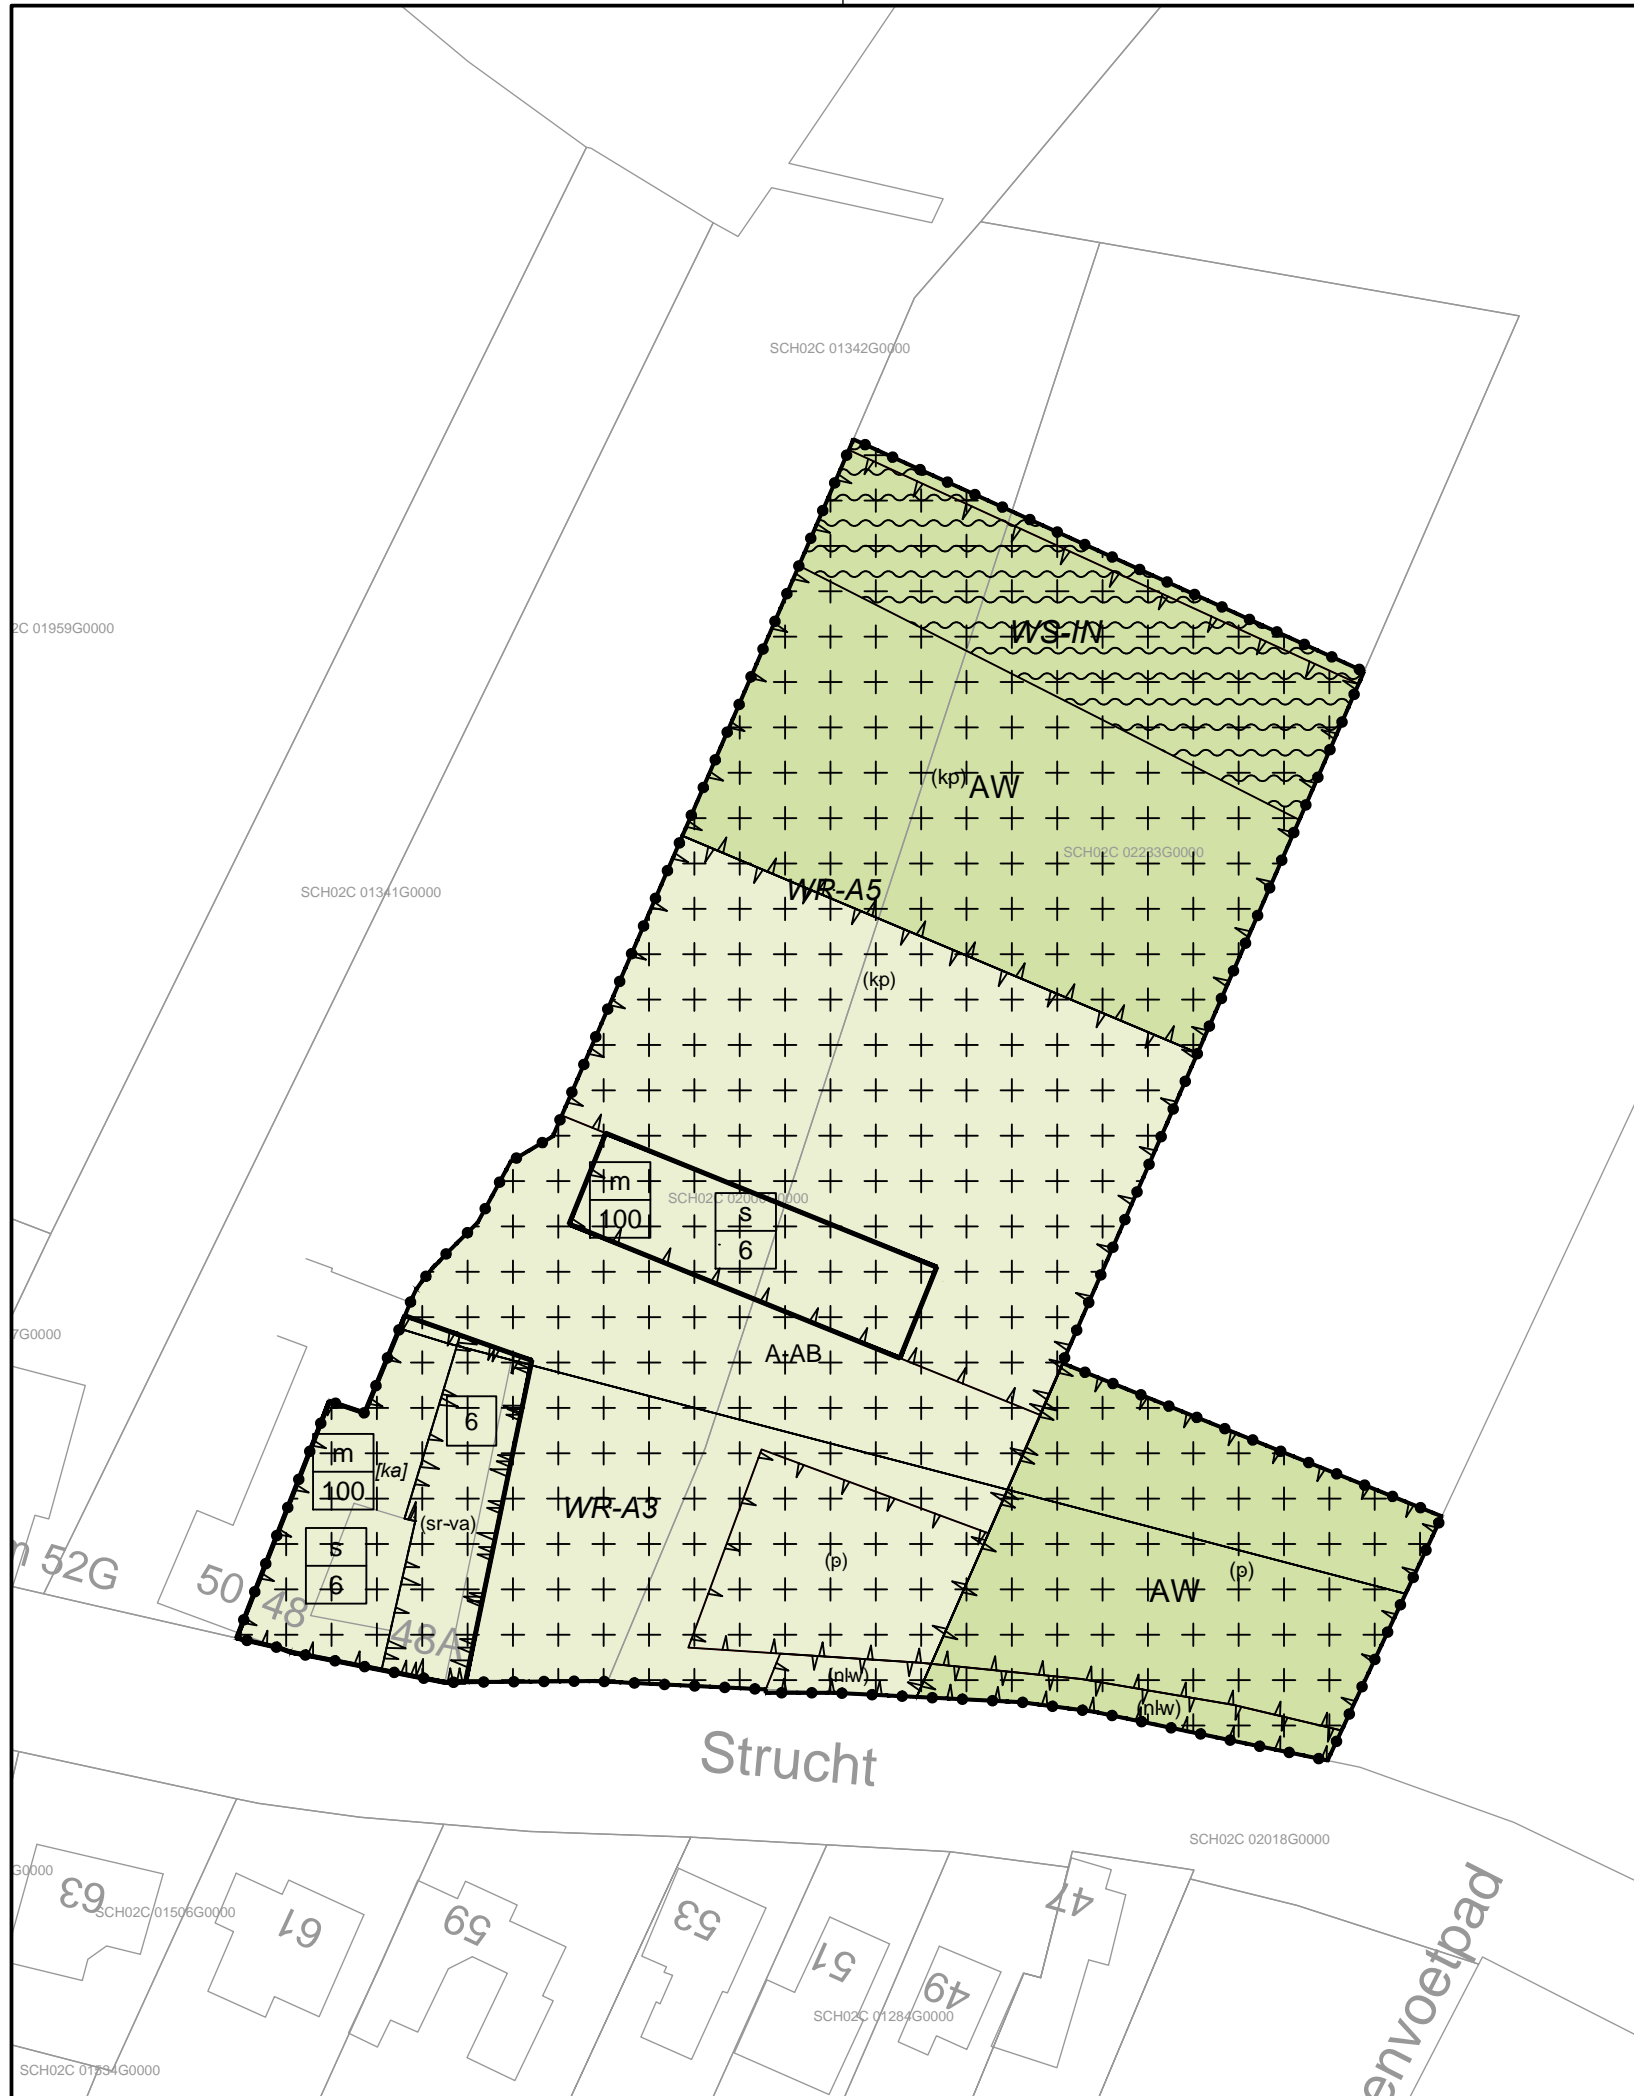 SCH02C 01342G0000
2C 01959G0000
WS-IN
(kp) AW
SCH02C 02233G0000
SCH02C 01341G0000
WR-A5
(kp)
m
100
s
6
7G0000
A-AB
6
m
100
[ka]
WR-A3
(sr-va)
s
6
(p)
(p)
AW
52G
50
48
48A
(nlw)
(nlw)
Strucht
SCH02C 02018G0000
G0000
63
SCH02C 01506G0000
61
59
53
51
49
47
SCH02C 01284G0000
envoetpad
SCH02C 01534G0000